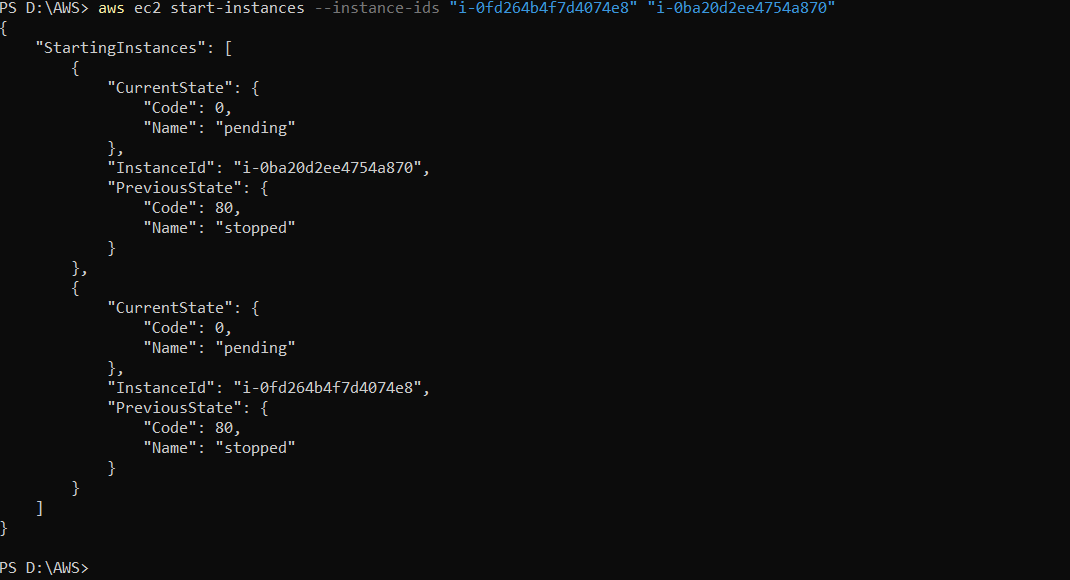 PS D:\AWS> aws ec2 start-instances --instance-ids "i-0fd264b4f7d4074e8" "i-0ba20d2ee4754a870"
{
    "StartingInstances": [
        {
            "CurrentState": {
                "Code": 0,
                "Name": "pending"
            },
            "InstanceId": "i-0ba20d2ee4754a870",
            "PreviousState": {
                "Code": 80,
                "Name": "stopped"
            }
        },
        {
            "CurrentState": {
                "Code": 0,
                "Name": "pending"
            },
            "InstanceId": "i-0fd264b4f7d4074e8",
            "PreviousState": {
                "Code": 80,
                "Name": "stopped"
            }
        }
    ]
}
PS D:\AWS>